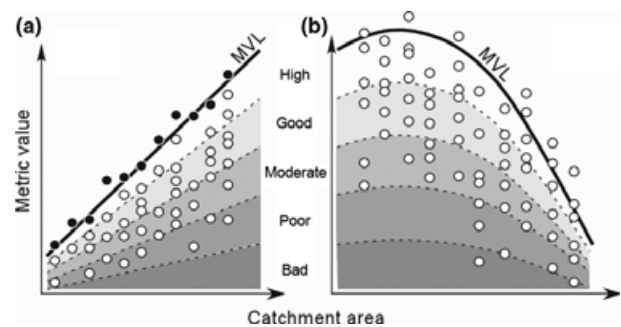 (a)
MVL
(b)
MVL
High
Good
Moderate
Poor
Bad
Metric value
Catchment area